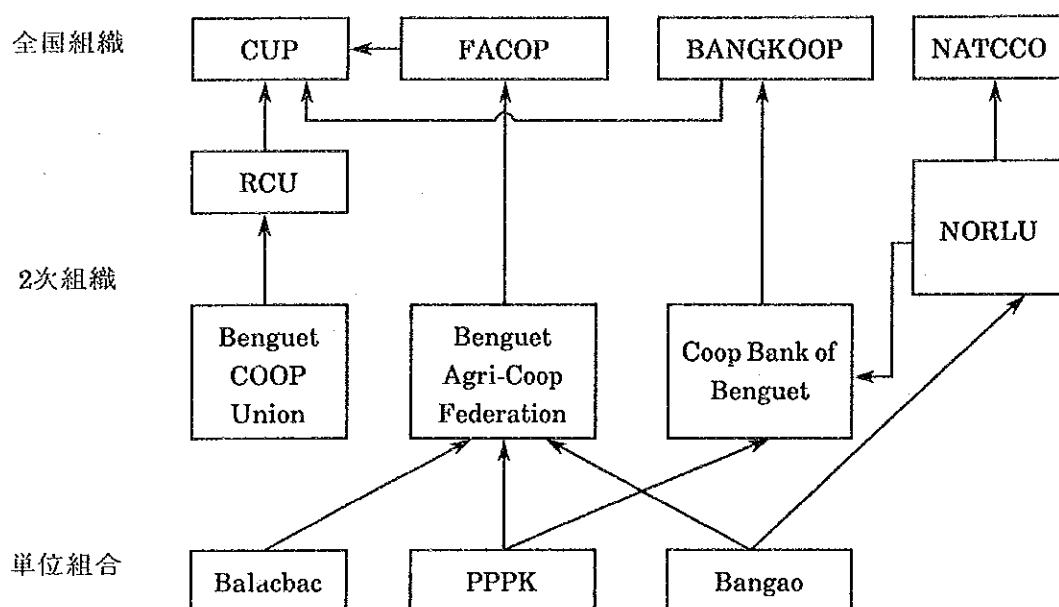 全国組織
CUP
FACOP
BANGKOOP
NATCCO
RCU
NORLU
2次組織
Benguet
COOP
Union
Benguet
Agri-Coop
Federation
Coop Bank of
Benguet
単位組合
Balacbac
PPPK
Bangao